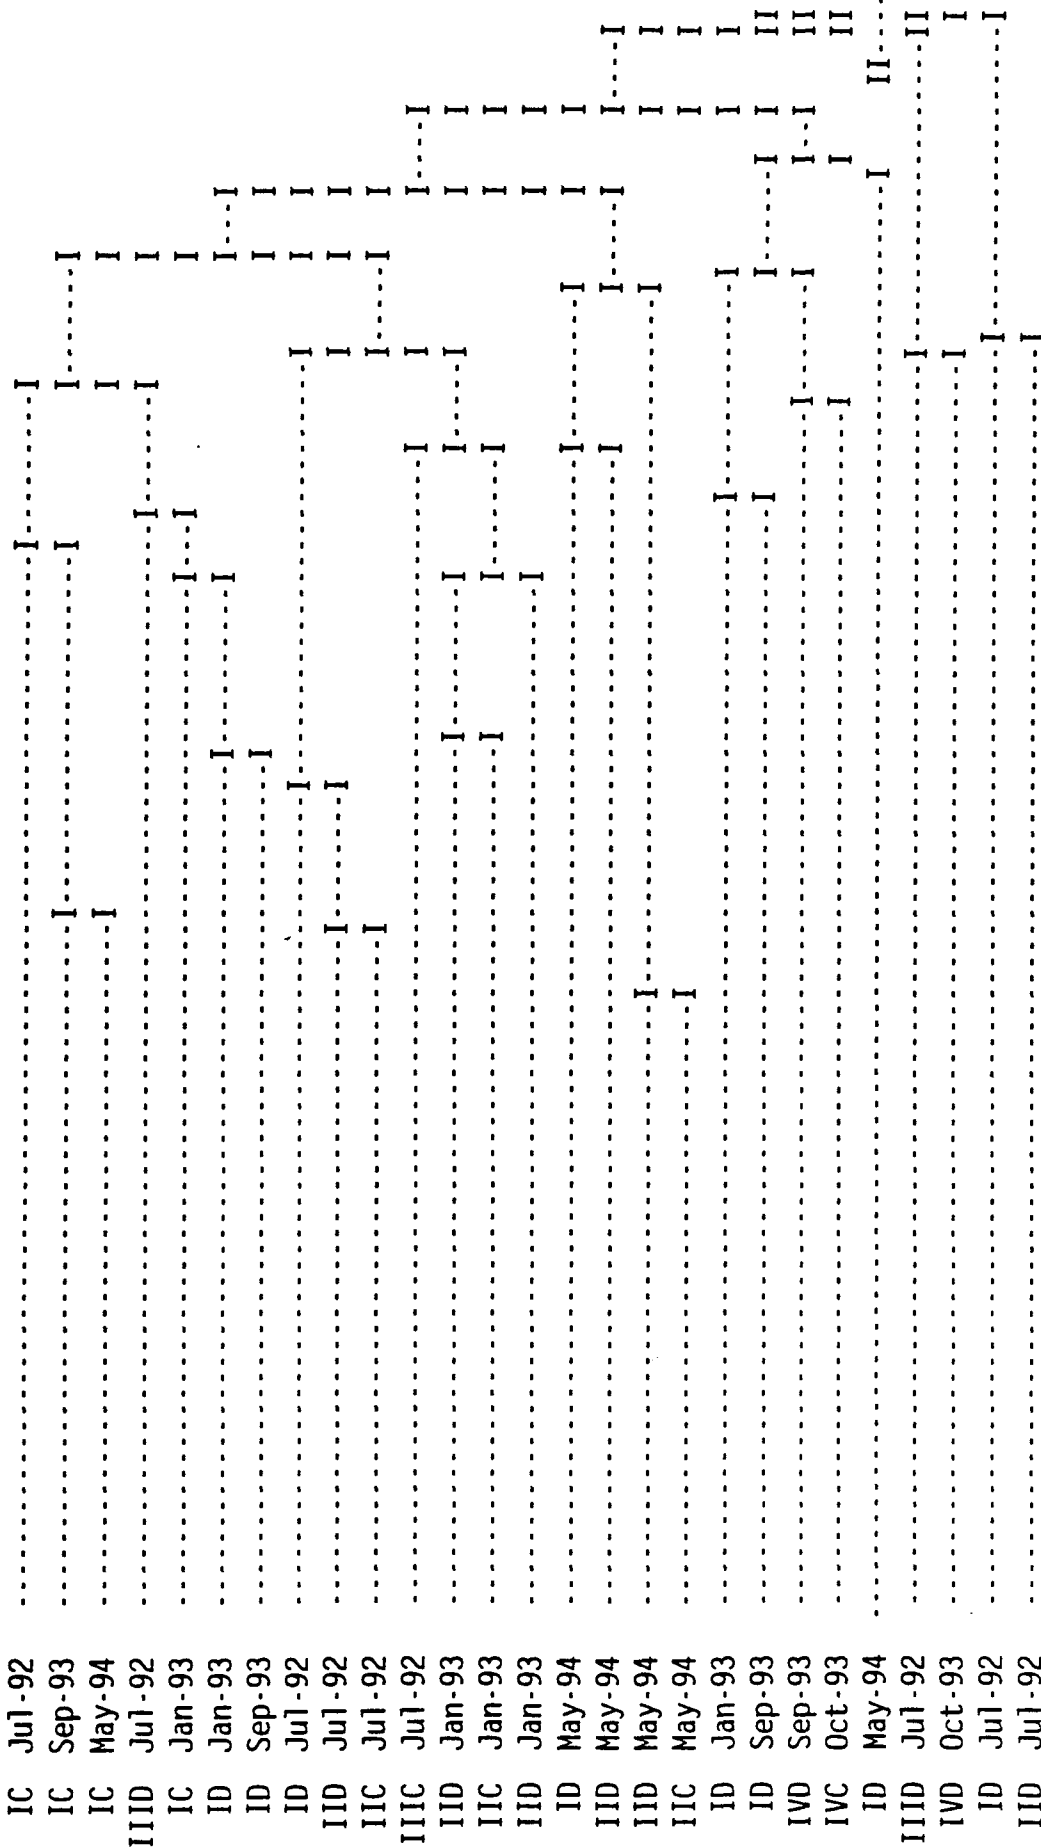 IC Jul-92
IC Sep-93
IC May-94
IIID Jul-92
IC Jan-93
ID Jan-93
ID Sep-93
ID Jul-92
IID Jul-92
IIC Jul-92
IIIC Jul-92
IID Jan-93
IIC Jan-93
IID Jan-93
ID May-94
IID May-94
IID May-94
IIC May-94
ID Jan-93
ID Sep-93
IVD Sep-93
IVC Oct-93
ID May-94
IIID Jul-92
IVD Oct-93
ID Jul-92
IID Jul-92